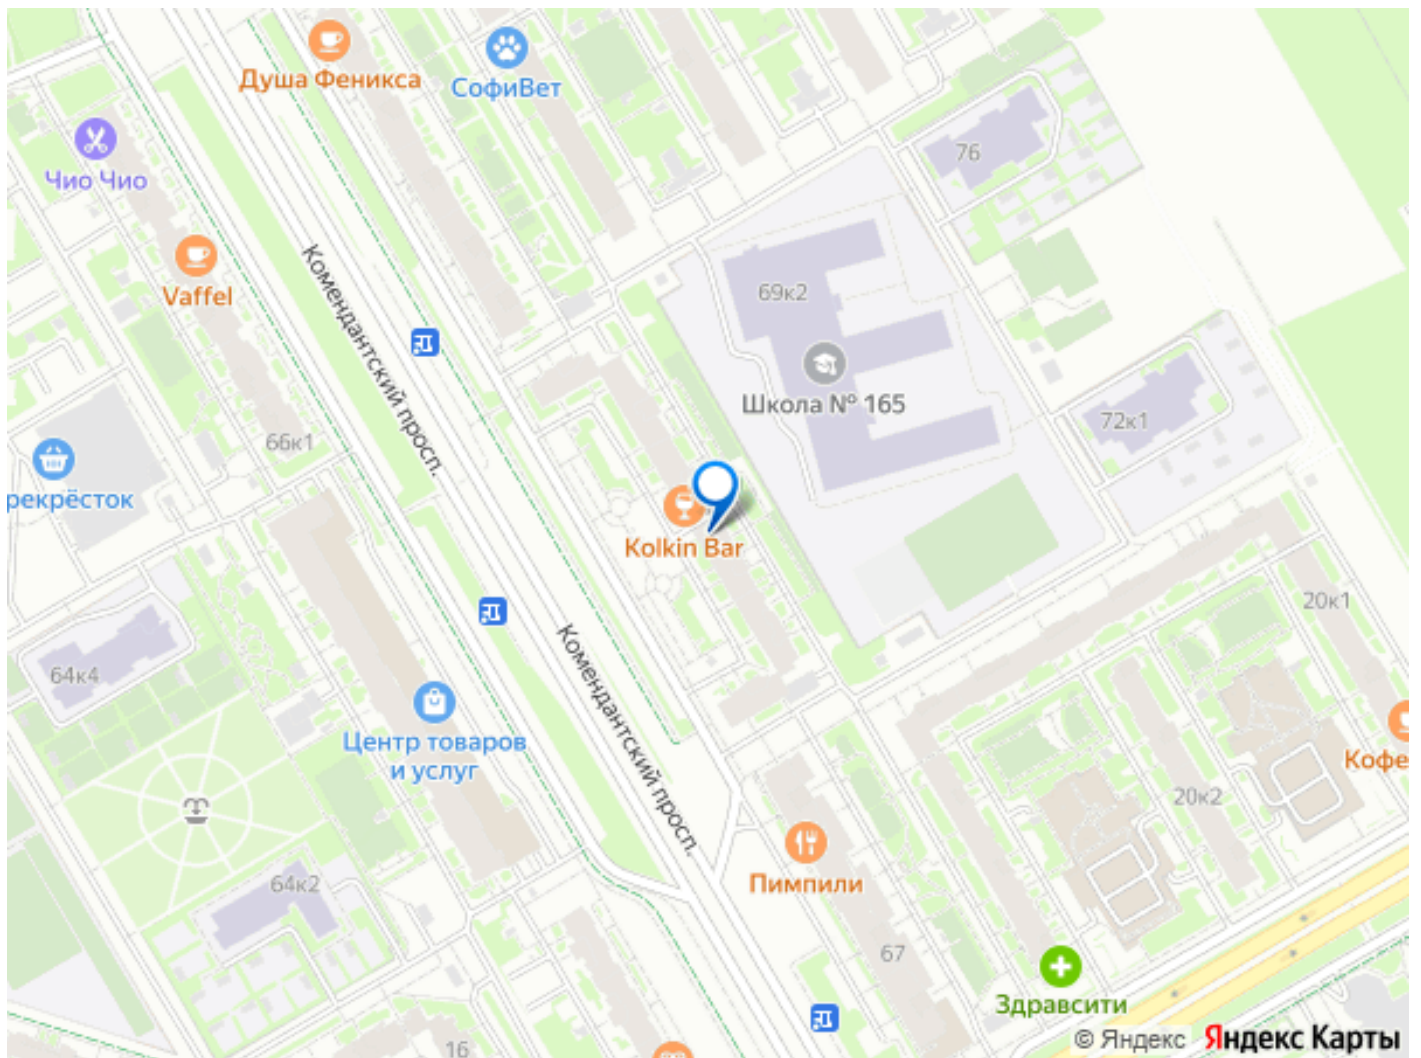 Душа Феникса
СофиВет
76
Чио Чио
Vaffel
69к2
Комендантский просп.
Школа № 165
72к1
66к1
рекрёсток
Kolkin Bar
20к1
64к4
Комендантский просп.
Центр товаров
и услуг
Кофе
20к2
Пимпили
64к2
67
Здравсити
16
© Яндекс Яндекс Карты